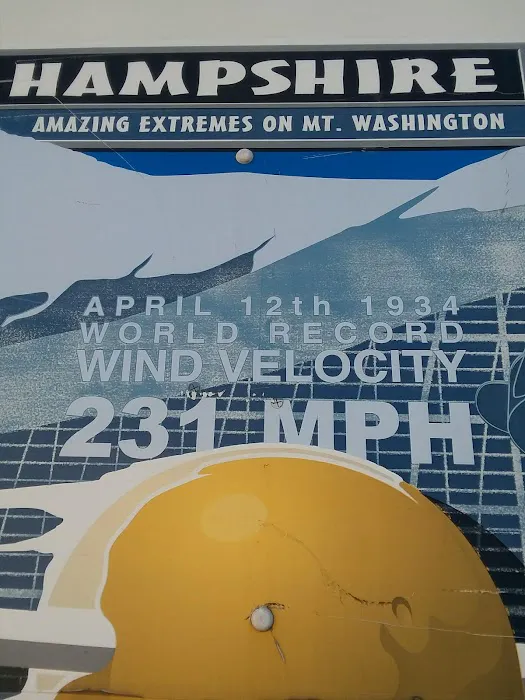 HAMPSHIRE
AMAZING EXTREMES ON MT. WASHINGTON
APRIL 12th 1934
WORLD RECORD
WIND VELOCITY
231 MPH